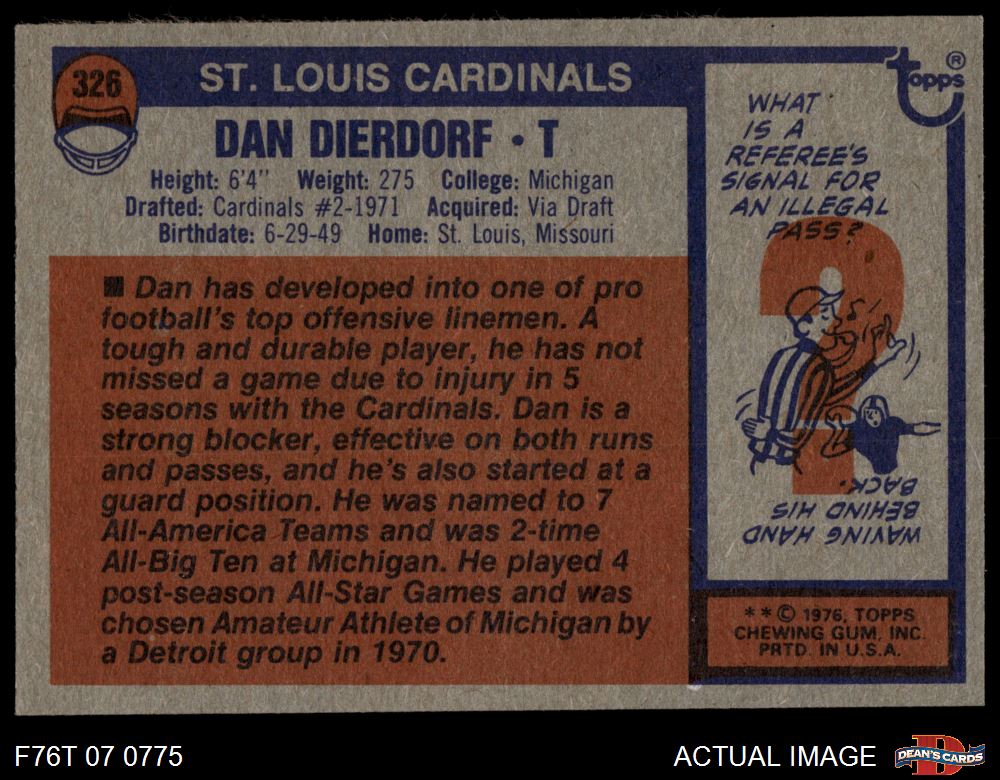 326
ST. LOUIS CARDINALS
DAN DIERDORF • T
Height: 6'4" Weight: 275 College: Michigan
Drafted: Cardinals #2-1971 Acquired: Via Draft
Birthdate: 6-29-49 Home: St. Louis, Missouri
■ Dan has developed into one of pro
football's top offensive linemen. A
tough and durable player, he has not
missed a game due to injury in 5
seasons with the Cardinals. Dan is a
strong blocker, effective on both runs
and passes, and he's also started at a
guard position. He was named to 7
All-America Teams and was 2-time
All-Big Ten at Michigan. He played 4
post-season All-Star Games and was
chosen Amateur Athlete of Michigan by
a Detroit group in 1970.
topps®
WHAT
IS A
REFEREE'S
SIGNAL FOR
AN ILLEGAL
PASS?
?
WAVING HAND
BEHIND HIS
BACK.
**© 1976, TOPPS
CHEWING GUM, INC.
PRTD. IN U.S.A.
F76T 07 0775
ACTUAL IMAGE
D
DEAN'S CARDS